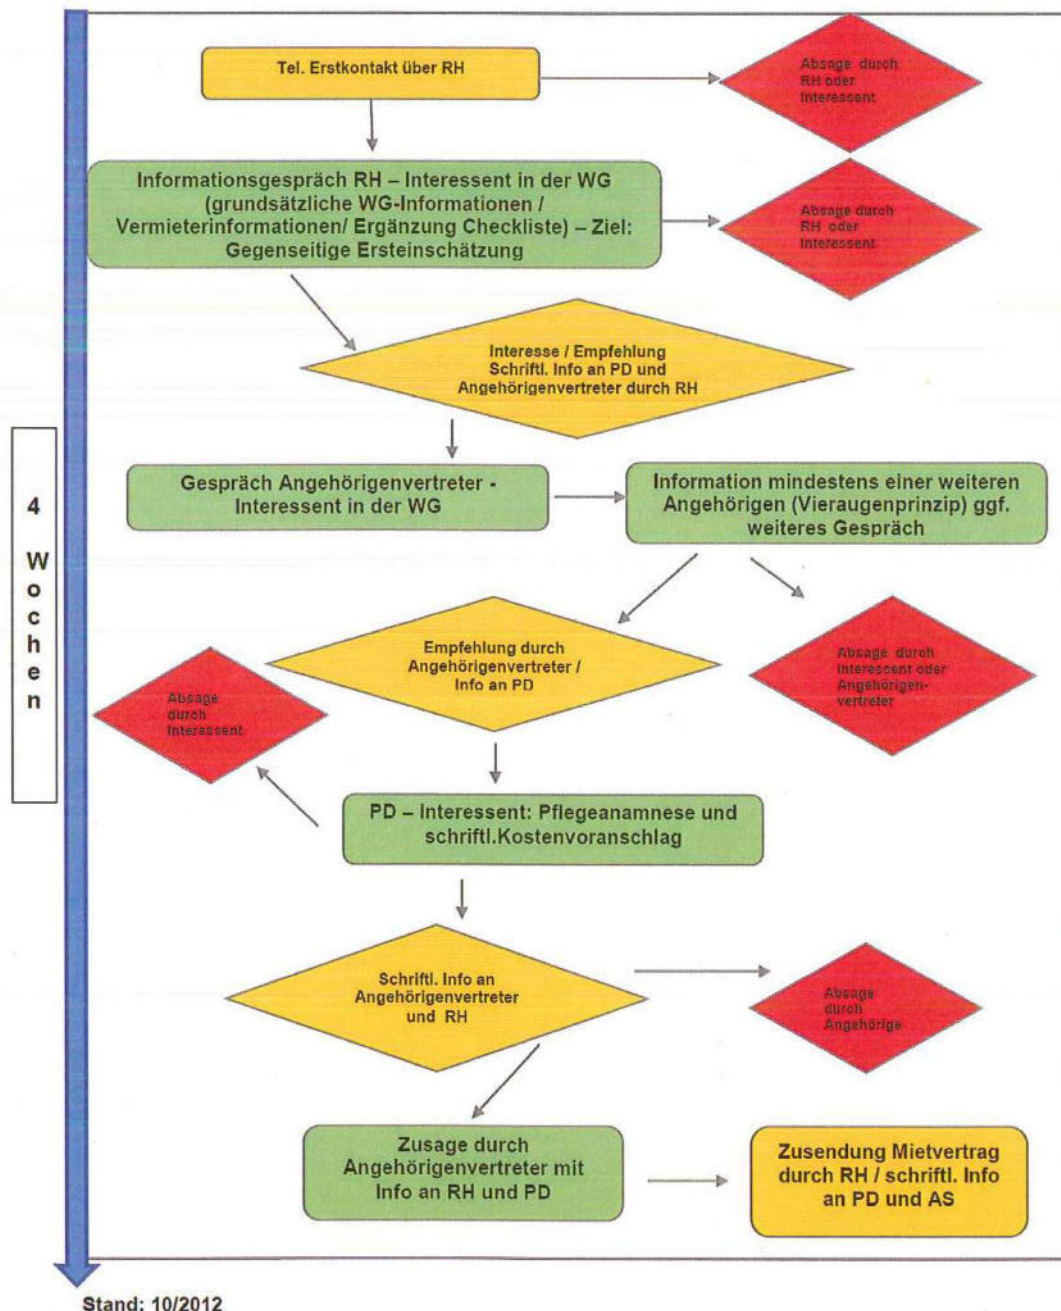 Tel. Erstkontakt über RH
Absage durch
RH oder
Interessent
Informationsgespräch RH – Interessent in der WG
(grundsätzliche WG-Informationen /
Vermieterinformationen/ Ergänzung Checkliste) – Ziel:
Gegenseitige Ersteinschätzung
Absage durch
RH oder
Interessent
Interesse / Empfehlung
Schriftl. Info an PD und
Angehörigenvertreter durch RH
4
W
o
c
h
e
n
Gespräch Angehörigenvertreter -
Interessent in der WG
Information mindestens einer weiteren
Angehörigen (Vieraugenprinzip) ggf.
weiteres Gespräch
Empfehlung durch
Angehörigenvertreter /
Info an PD
Absage durch
Interessent oder
Angehörigen-
vertreter
Absage
durch
Interessent
PD – Interessent: Pflegeanamnese und
schriftl.Kostenvoranschlag
Schriftl. Info an
Angehörigenvertreter
und RH
Absage
durch
Angehörige
Zusage durch
Angehörigenvertreter mit
Info an RH und PD
Zusendung Mietvertrag
durch RH / schriftl. Info
an PD und AS
Stand: 10/2012